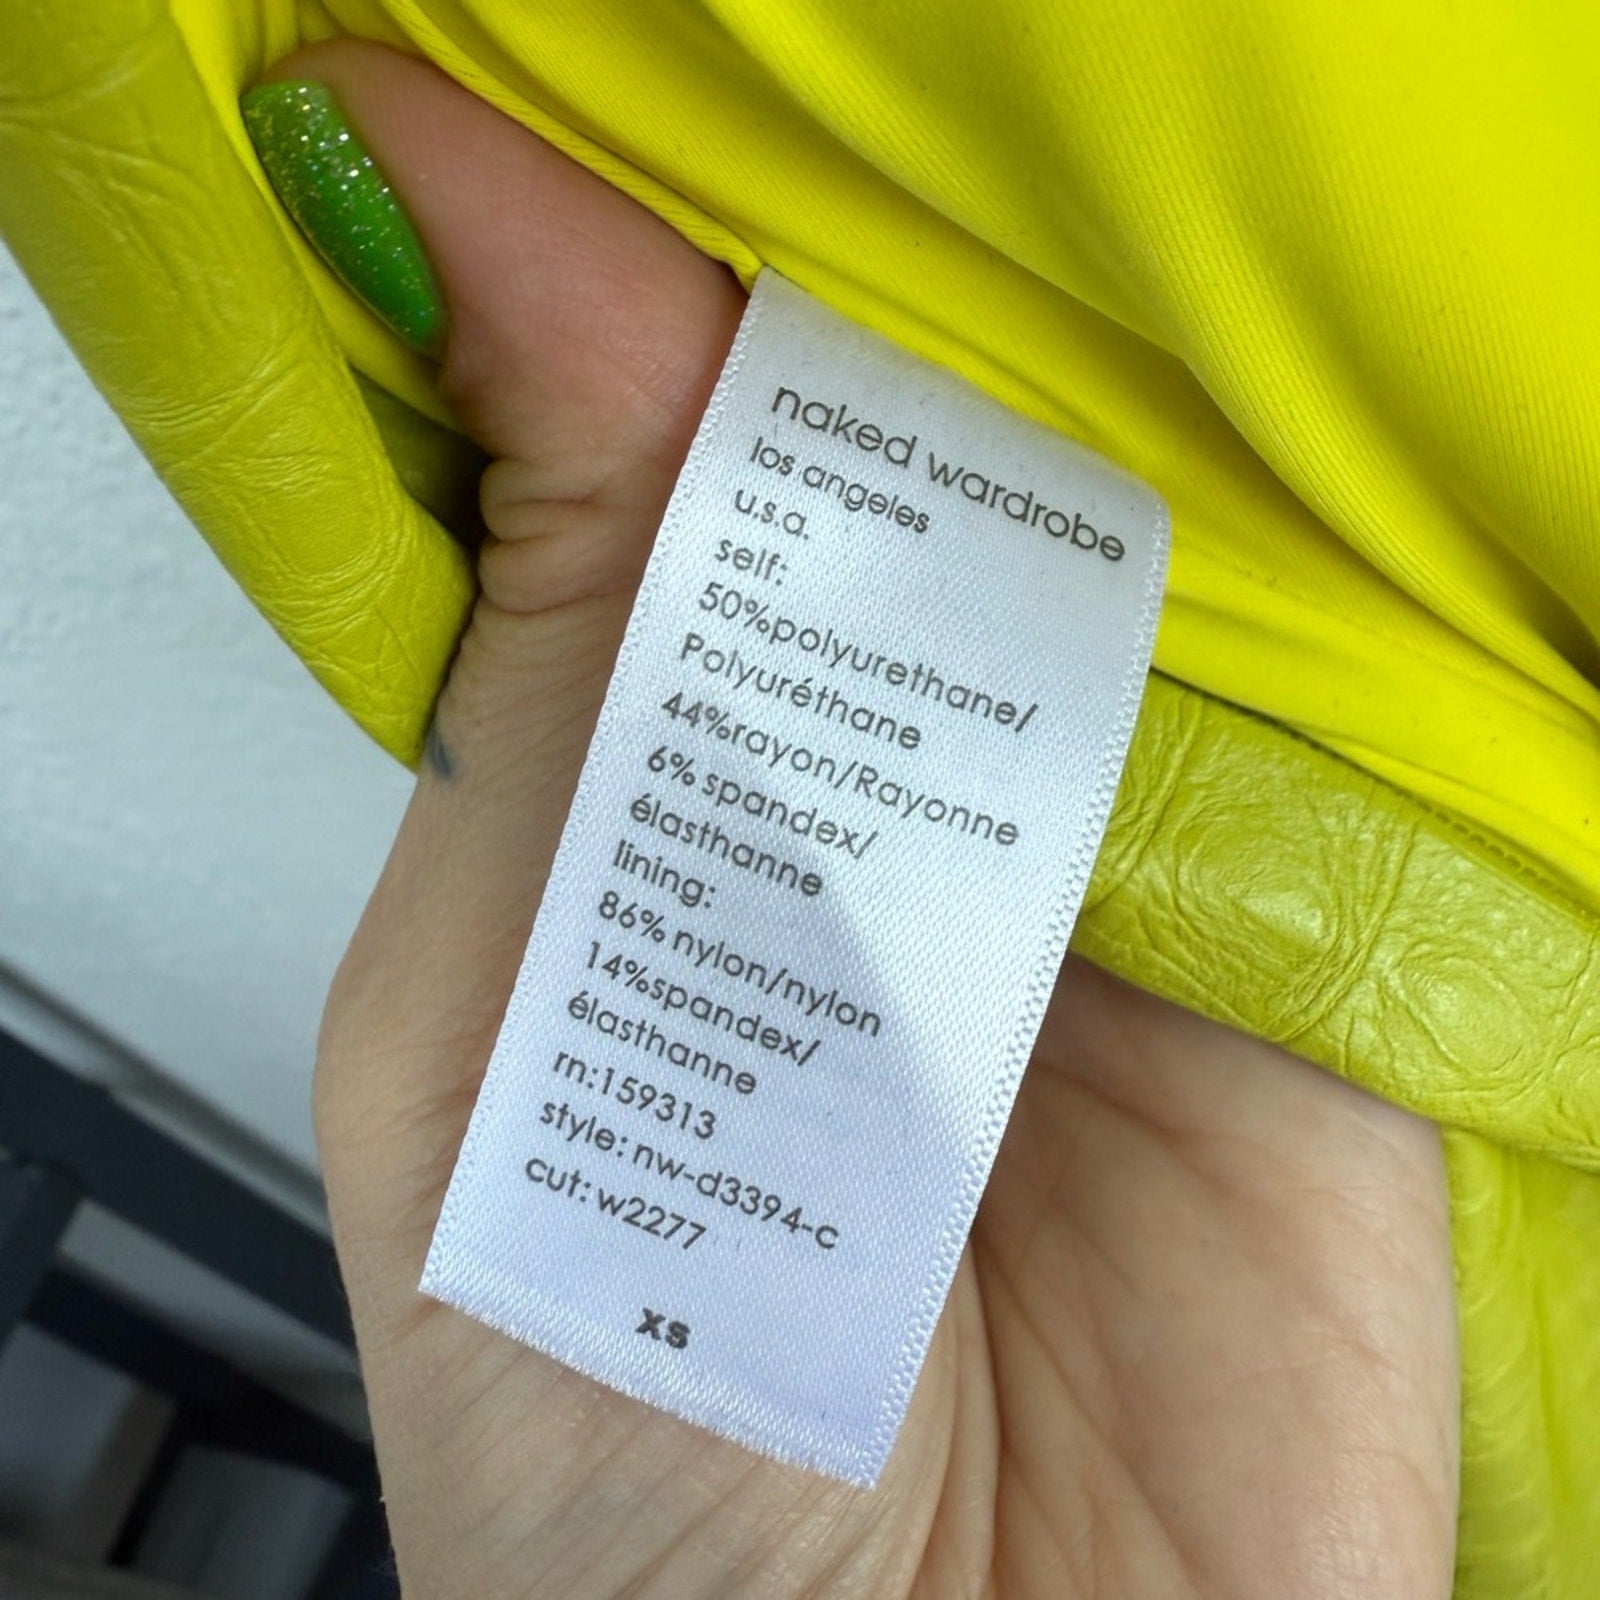 naked wardrobe
los angeles
u.s.a.
self:
50%polyurethane/
Polyuréthane
44%rayon/Rayonne
6% spandex/
élasthanne
lining:
86% nylon/nylon
14%spandex/
élasthanne
rn:159313
style: nw-d3394-c
cut: w2277
xs